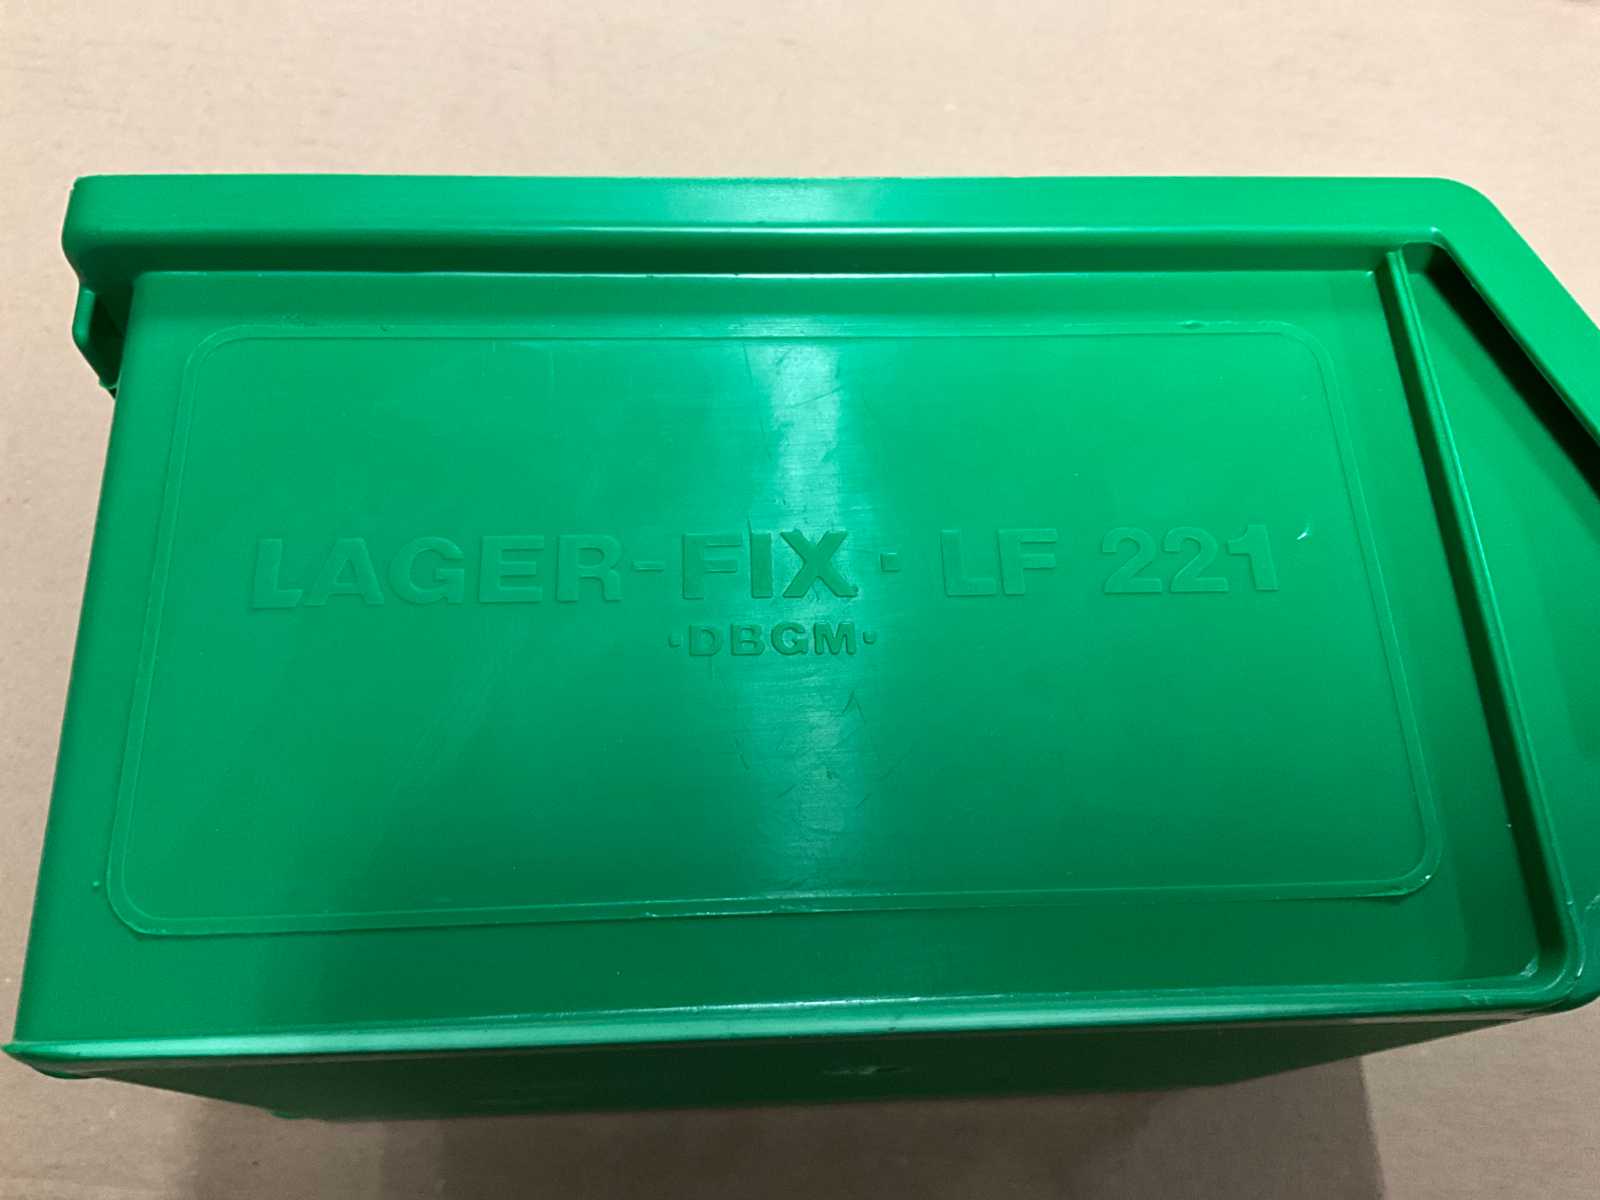 LAGER-FIX · LF 221
·DBGM·